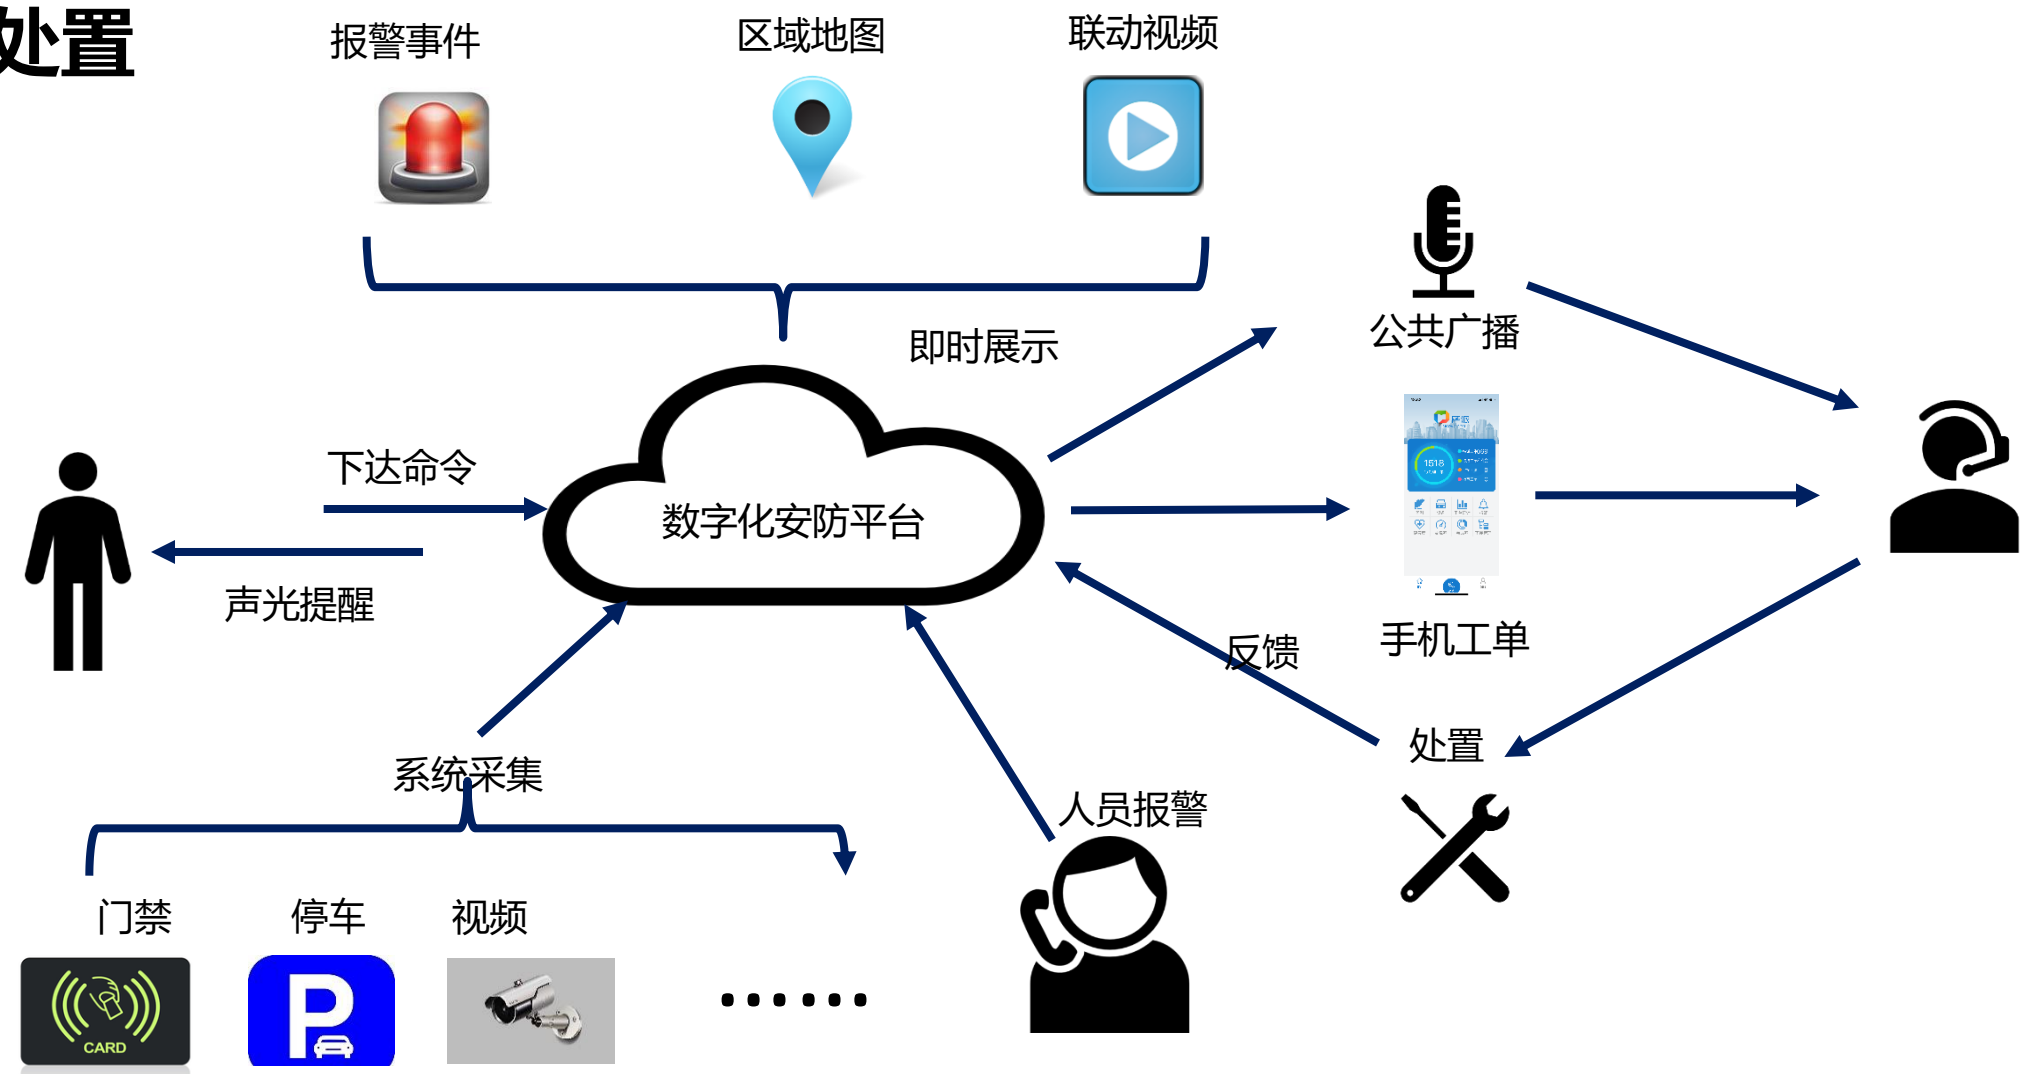 处置
报警事件
区域地图
联动视频
即时展示
公共广播
下达命令
数字化安防平台
声光提醒
1518
手机工单
反馈
处置
系统采集
人员报警
门禁
停车
视频
CARD
P
······